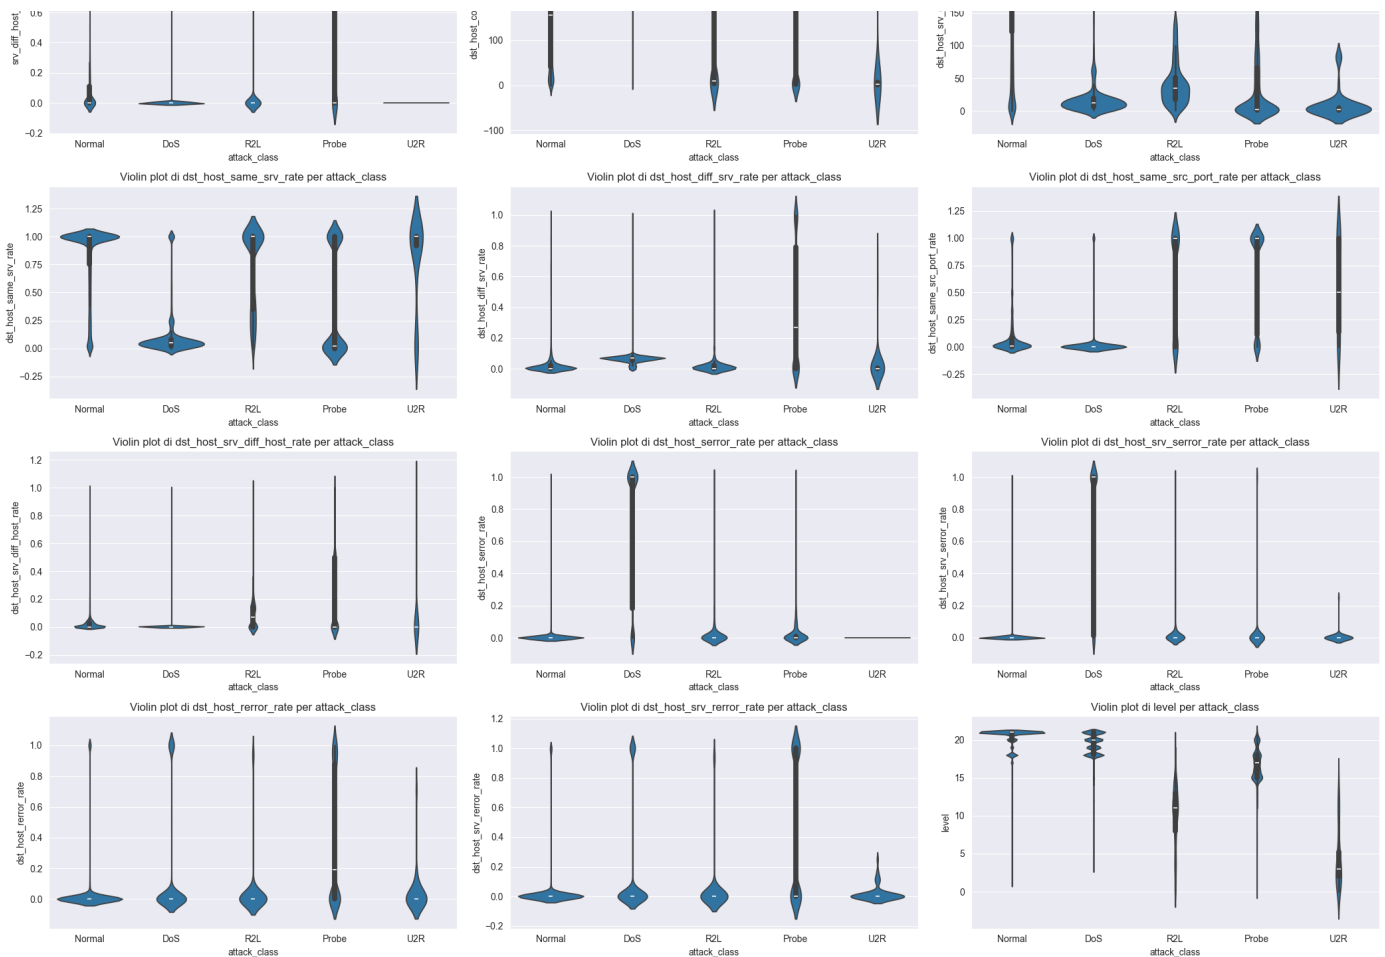 0.6 0.4 0.2 0.0 −0.2
srv_diff_host_
Normal DoS R2L Probe U2R
attack_class
100 0 −100
dst_host_co
Normal DoS R2L Probe U2R
attack_class
150 100 50 0
dst_host_srv_
Normal DoS R2L Probe U2R
attack_class
Violin plot di dst_host_same_srv_rate per attack_class
1.25 1.00 0.75 0.50 0.25 0.00 −0.25
dst_host_same_srv_rate
Normal DoS R2L Probe U2R
attack_class
Violin plot di dst_host_diff_srv_rate per attack_class
1.0 0.8 0.6 0.4 0.2 0.0
dst_host_diff_srv_rate
Normal DoS R2L Probe U2R
attack_class
Violin plot di dst_host_same_src_port_rate per attack_class
1.25 1.00 0.75 0.50 0.25 0.00 −0.25
dst_host_same_src_port_rate
Normal DoS R2L Probe U2R
attack_class
Violin plot di dst_host_srv_diff_host_rate per attack_class
1.2 1.0 0.8 0.6 0.4 0.2 0.0 −0.2
dst_host_srv_diff_host_rate
Normal DoS R2L Probe U2R
attack_class
Violin plot di dst_host_serror_rate per attack_class
1.0 0.8 0.6 0.4 0.2 0.0
dst_host_serror_rate
Normal DoS R2L Probe U2R
attack_class
Violin plot di dst_host_srv_serror_rate per attack_class
1.0 0.8 0.6 0.4 0.2 0.0
dst_host_srv_serror_rate
Normal DoS R2L Probe U2R
attack_class
Violin plot di dst_host_rerror_rate per attack_class
1.0 0.8 0.6 0.4 0.2 0.0
dst_host_rerror_rate
Normal DoS R2L Probe U2R
attack_class
Violin plot di dst_host_srv_rerror_rate per attack_class
1.2 1.0 0.8 0.6 0.4 0.2 0.0 −0.2
dst_host_srv_rerror_rate
Normal DoS R2L Probe U2R
attack_class
Violin plot di level per attack_class
20 15 10 5 0
level
Normal DoS R2L Probe U2R
attack_class